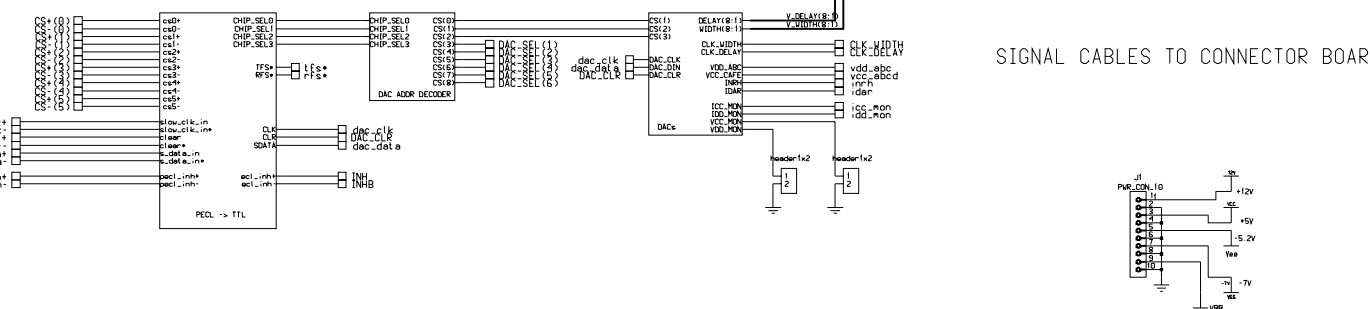 CS+(0) cs0+ CHIP_SEL0 CHIP_SEL0 CS(0) CS(1) DELAY(8:1) V_DELAY(8:1)
CS-(0) cs0- CHIP_SEL1 CHIP_SEL1 CS(1) CS(2) WIDTH(8:1) V_WIDTH(8:1)
CS+(1) cs1+ CHIP_SEL2 CHIP_SEL2 CS(2) CS(3)
CS-(1) cs1- CHIP_SEL3 CHIP_SEL3 CS(3) DAC_SEL(1) CLK_WIDTH CLK_WIDTH
CS+(2) cs2+ CS(4) DAC_SEL(2) CLK_DELAY CLK_DELAY
CS-(2) cs2- CS(5) DAC_SEL(3) dac_clk DAC_CLK
CS+(3) cs3+ TFS* tfs* CS(6) DAC_SEL(4) dac_data DAC_DIN VDD_ABC vdd_abc
CS-(3) cs3- RFS* rfs* CS(7) DAC_SEL(5) DAC_CLR DAC_CLR VCC_CAFE vcc_abcd
CS+(4) cs4+ CS(8) DAC_SEL(6) INRH inrh
CS-(4) cs4- IDAR idar
CS+(5) cs5+ DAC ADDR DECODER
CS-(5) cs5- ICC_MON icc_mon
IDD_MON idd_mon
slow_clk_in VCC_MON
slow_clk_in* CLK dac_clk DACs VDD_MON
clear CLR DAC_CLR
clear* SDATA dac_data
s_data_in
s_data_in*
pecl_inh+ ecl_inh+ INH
pecl_inh- ecl_inh- INHB
PECL -> TTL
header1x2 header1x2
1 1
2 2
SIGNAL CABLES TO CONNECTOR BOAR
J1
PWR_CON_10
12V
1 +12V
2
VCC
3 +5V
4
5 -5.2V
6
Vee
7
8
9 -7V -7V
10
VSS
VBB